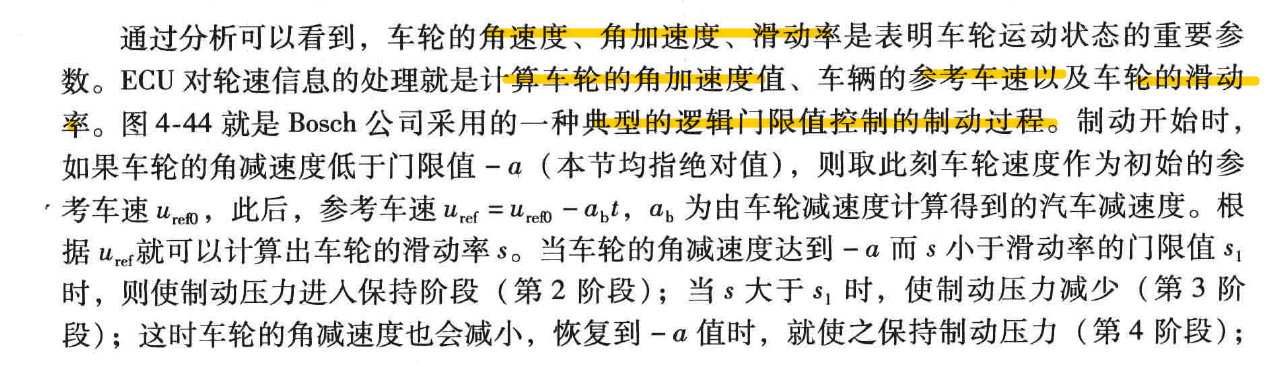 通过分析可以看到，车轮的角速度、角加速度、滑动率是表明车轮运动状态的重要参
数。ECU 对轮速信息的处理就是计算车轮的角加速度值、车辆的参考车速以及车轮的滑动
率。图 4-44 就是 Bosch 公司采用的一种典型的逻辑门限值控制的制动过程。制动开始时，
如果车轮的角减速度低于门限值 -a（本节均指绝对值），则取此刻车轮速度作为初始的参
考车速 u_ref0，此后，参考车速 u_ref = u_ref0 - a_b t，a_b 为由车轮减速度计算得到的汽车减速度。根
据 u_ref 就可以计算出车轮的滑动率 s。当车轮的角减速度达到 -a 而 s 小于滑动率的门限值 s₁
时，则使制动压力进入保持阶段（第 2 阶段）；当 s 大于 s₁ 时，使制动压力减少（第 3 阶
段）；这时车轮的角减速度也会减小，恢复到 -a 值时，就使之保持制动压力（第 4 阶段）；